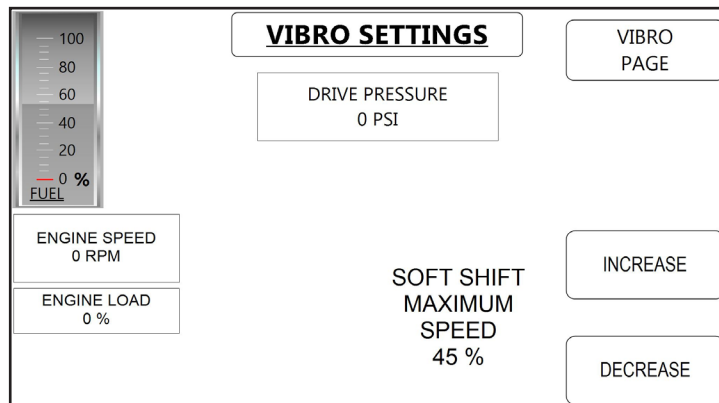 VIBRO SETTINGS
VIBRO
PAGE
100
80
60
40
20
0 %
FUEL
DRIVE PRESSURE
0 PSI
ENGINE SPEED
0 RPM
ENGINE LOAD
0 %
SOFT SHIFT
MAXIMUM
SPEED
45 %
INCREASE
DECREASE